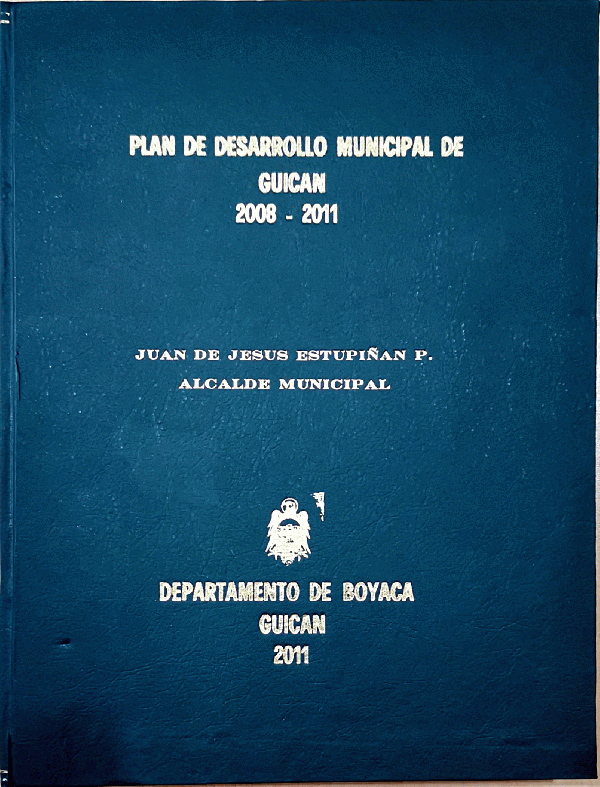 PLAN DE DESARROLLO MUNICIPAL DE
GUICAN
2008 - 2011
JUAN DE JESUS ESTUPIÑAN P.
ALCALDE MUNICIPAL
DEPARTAMENTO DE BOYACA
GUICAN
2011